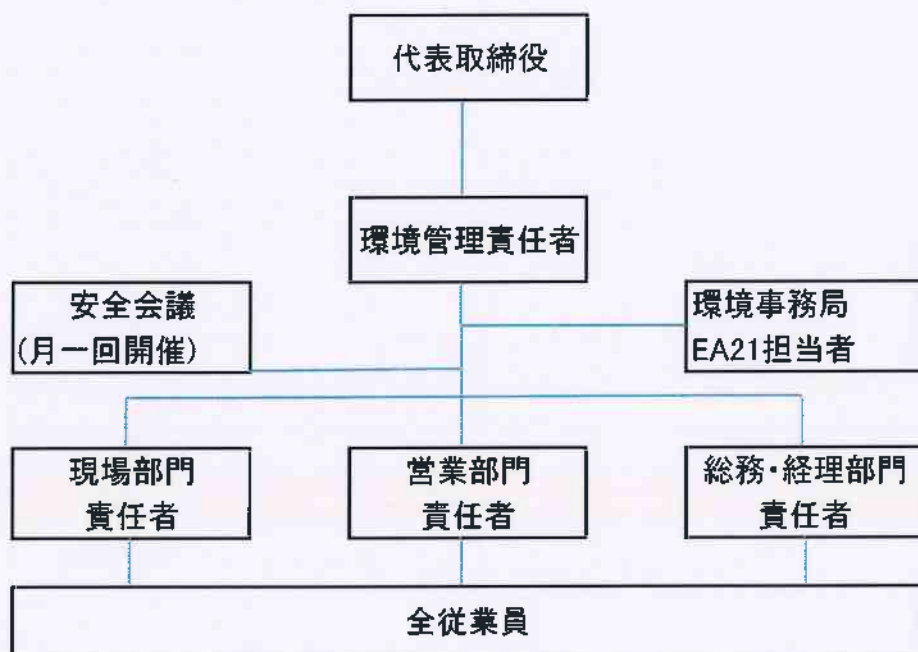 代表取締役
環境管理責任者
安全会議
(月一回開催)
環境事務局
EA21担当者
現場部門
責任者
営業部門
責任者
総務・経理部門
責任者
全従業員